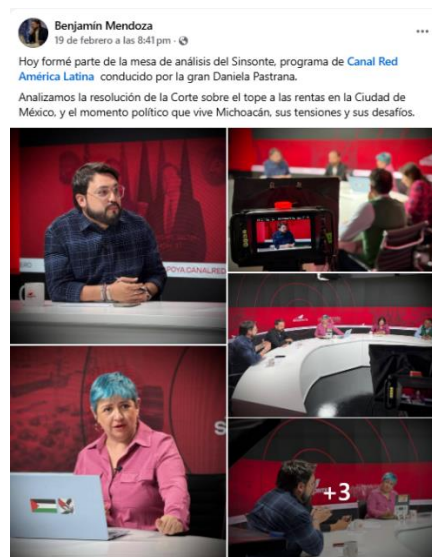 Benjamín Mendoza
19 de febrero a las 8:41 pm ·
Hoy formé parte de la mesa de análisis del Sinsonte, programa de Canal Red
América Latina conducido por la gran Daniela Pastrana.
Analizamos la resolución de la Corte sobre el tope a las rentas en la Ciudad de
México, y el momento político que vive Michoacán, sus tensiones y sus desafíos.
POYA.CANALRED
+3